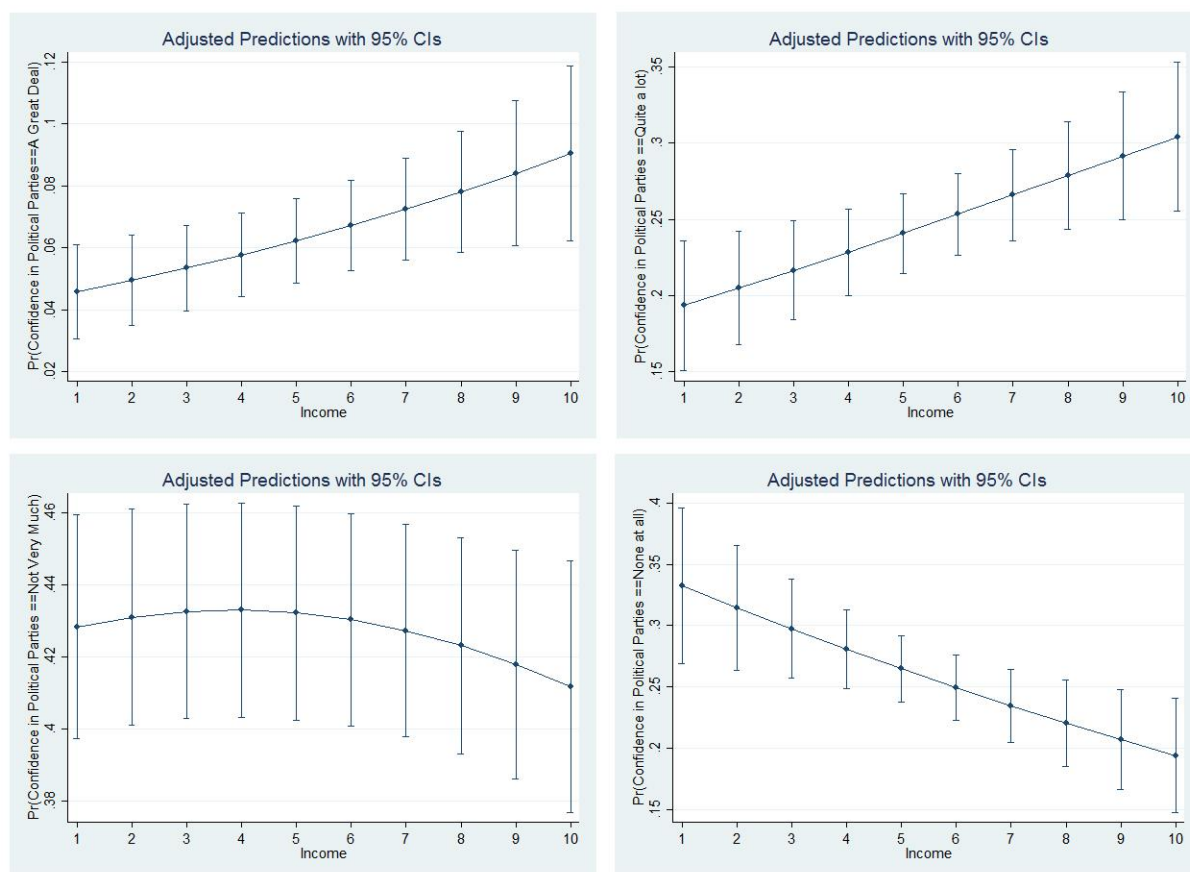 Adjusted Predictions with 95% CIs
Pr(Confidence in Political Parties==A Great Deal)
.12
.1
.08
.06
.04
.02
1 2 3 4 5 6 7 8 9 10
Income
Adjusted Predictions with 95% CIs
Pr(Confidence in Political Parties ==Quite a lot)
.35
.3
.25
.2
.15
1 2 3 4 5 6 7 8 9 10
Income
Adjusted Predictions with 95% CIs
Pr(Confidence in Political Parties ==Not Very Much)
.46
.44
.42
.4
.38
1 2 3 4 5 6 7 8 9 10
Income
Adjusted Predictions with 95% CIs
Pr(Confidence in Political Parties ==None at all)
.4
.35
.3
.25
.2
.15
1 2 3 4 5 6 7 8 9 10
Income